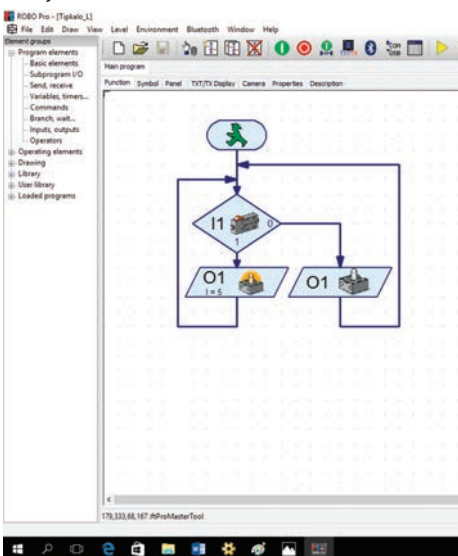 ROBO Pro - [Tipkalo_L]
File Edit Draw View Level Environment Bluetooth Window Help
Element groups
Program elements
Basic elements
Subprogram I/O
Send, receive
Variables, timers...
Commands
Branch, wait...
Inputs, outputs
Operators
Operating elements
Drawing
Library
User library
Loaded programs
Main program
Function Symbol Panel TXT/TX Display Camera Properties Description
I1
0
1
O1
I = 5
O1
179,333,68,167 /ftProMasterTool